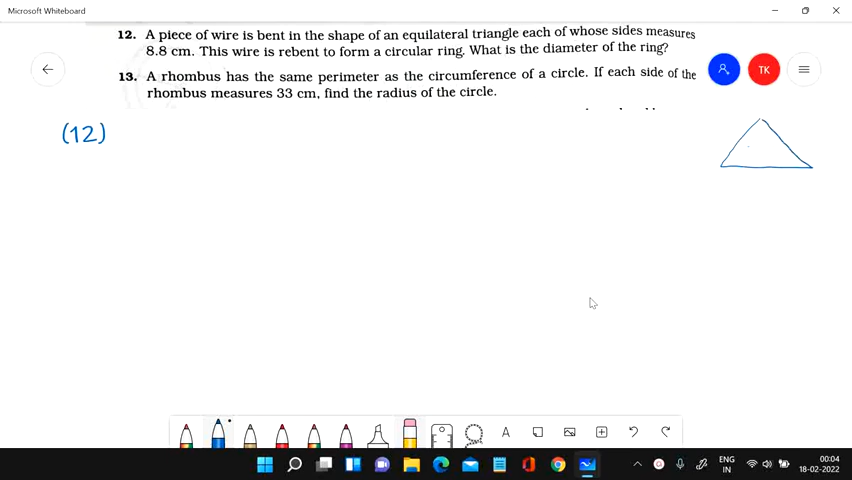 Microsoft Whiteboard
12. A piece of wire is bent in the shape of an equilateral triangle each of whose sides measures
8.8 cm. This wire is rebent to form a circular ring. What is the diameter of the ring?
13. A rhombus has the same perimeter as the circumference of a circle. If each side of the
rhombus measures 33 cm, find the radius of the circle.
TK
(12)
A
ENG
IN
00:04
18-02-2022